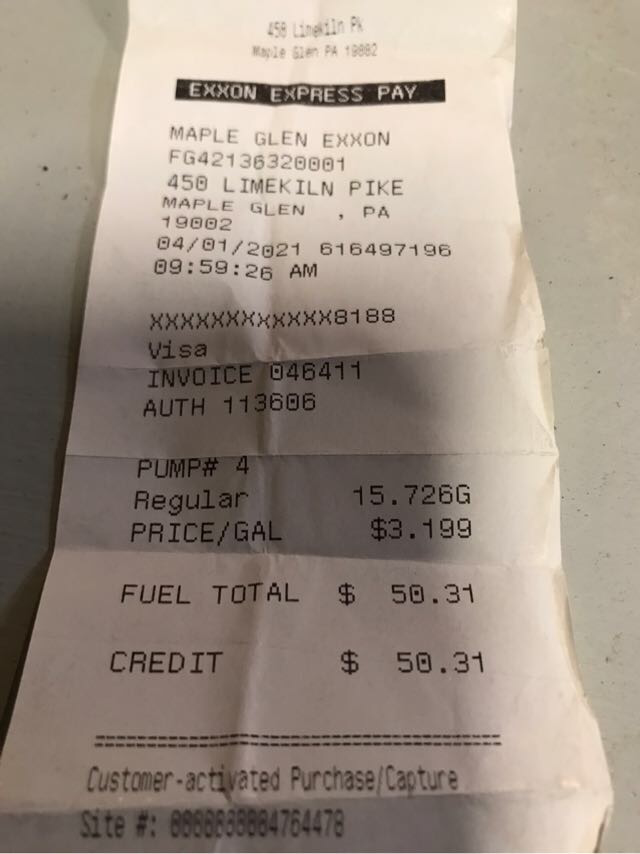 450 Limekiln Pk
Maple Glen PA 19002
EXXON EXPRESS PAY
MAPLE GLEN EXXON
FG42136320001
450 LIMEKILN PIKE
MAPLE GLEN , PA
19002
04/01/2021 616497196
09:59:26 AM
XXXXXXXXXXXX8188
Visa
INVOICE 046411
AUTH 113606
PUMP# 4
Regular 15.726G
PRICE/GAL $3.199
FUEL TOTAL $ 50.31
CREDIT $ 50.31
==================================
Customer-activated Purchase/Capture
Site #: